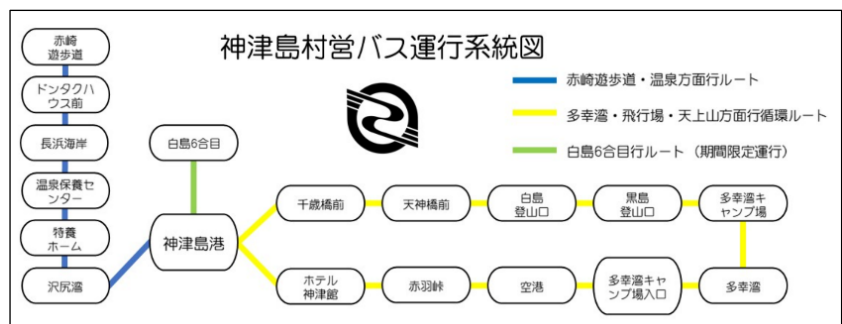 神津島村営バス運行系統図
赤崎遊歩道・温泉方面行ルート
多幸湾・飛行場・天上山方面行循環ルート
白島6合目行ルート（期間限定運行）
赤崎
遊歩道
ドンタクハ
ウス前
長浜海岸
温泉保養セ
ンター
特養
ホーム
沢尻湾
白島6合目
神津島港
千歳橋前
天神橋前
白島
登山口
黒島
登山口
多幸湾キ
ャンプ場
ホテル
神津館
赤羽峠
空港
多幸湾キャ
ンプ場入口
多幸湾